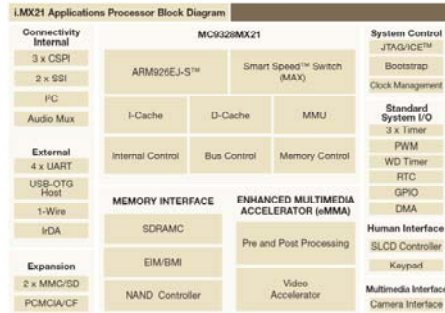 i.MX21 Applications Processor Block Diagram
Connectivity
Internal
3 x CSPI
2 x SSI
I²C
Audio Mux
External
4 x UART
USB-OTG
Host
1-Wire
IrDA
Expansion
2 x MMC/SD
PCMCIA/CF
MC9328MX21
ARM926EJ-S™
Smart Speed™ Switch
(MAX)
I-Cache
D-Cache
MMU
Internal Control
Bus Control
Memory Control
MEMORY INTERFACE
SDRAMC
EIM/BMI
NAND Controller
ENHANCED MULTIMEDIA
ACCELERATOR (eMMA)
Pre and Post Processing
Video
Accelerator
System Control
JTAG/ICE™
Bootstrap
Clock Management
Standard
System I/O
3 x Timer
PWM
WD Timer
RTC
GPIO
DMA
Human Interface
SLCD Controller
Keypad
Multimedia Interface
Camera Interface